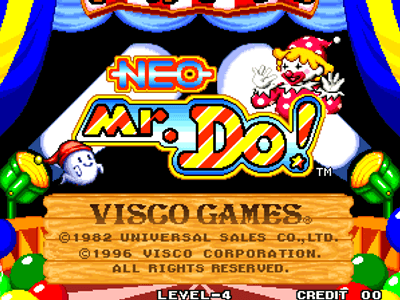 NEO
Mr. Do!
TM
VISCO GAMES®
©1982 UNIVERSAL SALES CO.,LTD.
©1996 VISCO CORPORATION.
ALL RIGHTS RESERVED.
LEVEL-4 CREDIT 00